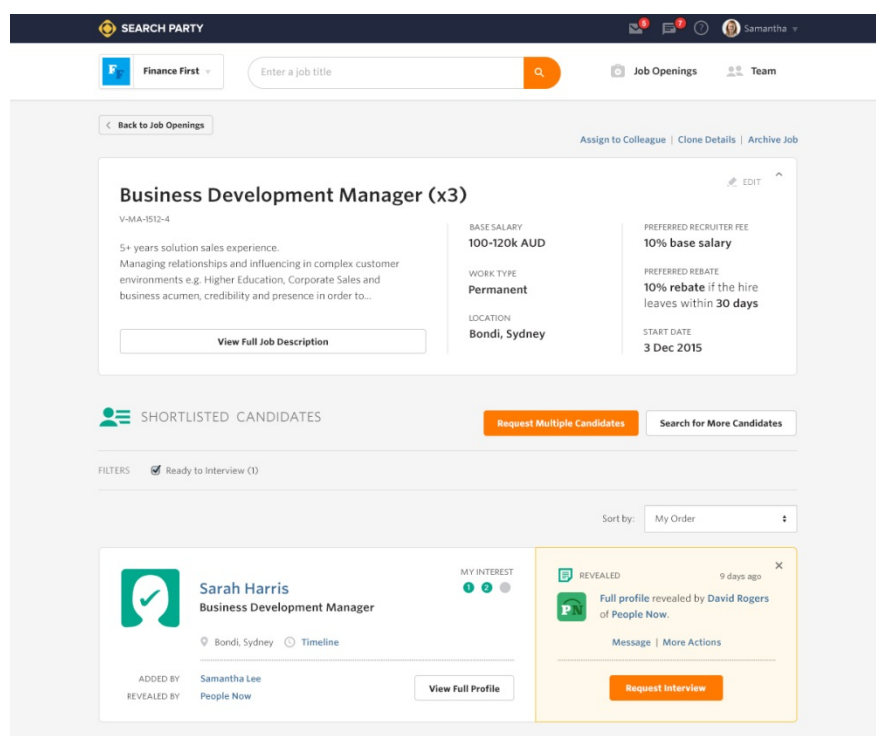 SEARCH PARTY
5
7
?
Samantha
FF
Finance First
Enter a job title
Job Openings
Team
Back to Job Openings
Assign to Colleague | Clone Details | Archive Job
Business Development Manager (x3)
EDIT
V-MA-1512-4
5+ years solution sales experience.
Managing relationships and influencing in complex customer
environments e.g. Higher Education, Corporate Sales and
business acumen, credibility and presence in order to...
View Full Job Description
BASE SALARY
100-120k AUD
WORK TYPE
Permanent
LOCATION
Bondi, Sydney
PREFERRED RECRUITER FEE
10% base salary
PREFERRED REBATE
10% rebate if the hire
leaves within 30 days
START DATE
3 Dec 2015
SHORTLISTED CANDIDATES
Request Multiple Candidates
Search for More Candidates
FILTERS
Ready to Interview (1)
Sort by:
My Order
Sarah Harris
Business Development Manager
Bondi, Sydney
Timeline
MY INTEREST
1 2
ADDED BY
Samantha Lee
REVEALED BY
People Now
View Full Profile
REVEALED
9 days ago
PN
Full profile revealed by David Rogers
of People Now.
Message | More Actions
Request Interview